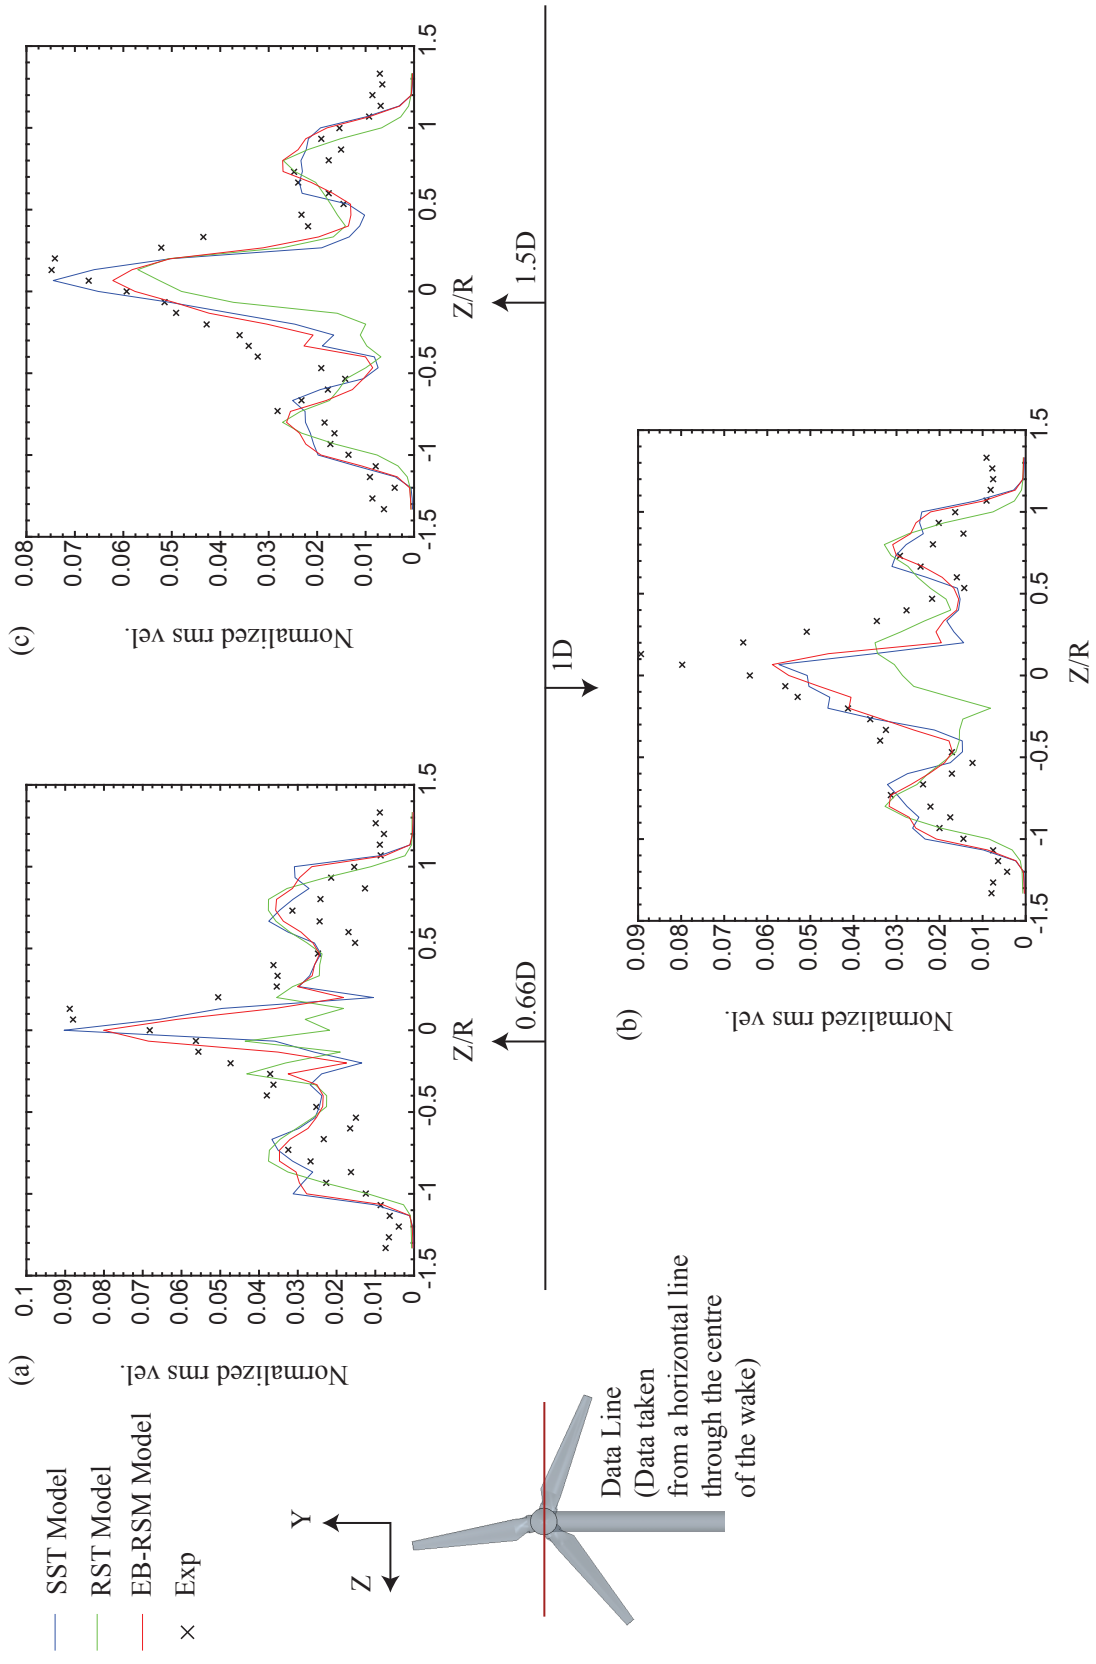 SST Model
RST Model
EB-RSM Model
Exp
Y
Z
Data Line
(Data taken
from a horizontal line
through the centre
of the wake)
(a)
Normalized rms vel.
0.1
0.09
0.08
0.07
0.06
0.05
0.04
0.03
0.02
0.01
0
-1.5
-1
-0.5
0
0.5
1
1.5
Z/R
0.66D
(b)
Normalized rms vel.
0.09
0.08
0.07
0.06
0.05
0.04
0.03
0.02
0.01
0
-1.5
-1
-0.5
0
0.5
1
1.5
Z/R
1D
(c)
Normalized rms vel.
0.08
0.07
0.06
0.05
0.04
0.03
0.02
0.01
0
-1.5
-1
-0.5
0
0.5
1
1.5
Z/R
1.5D